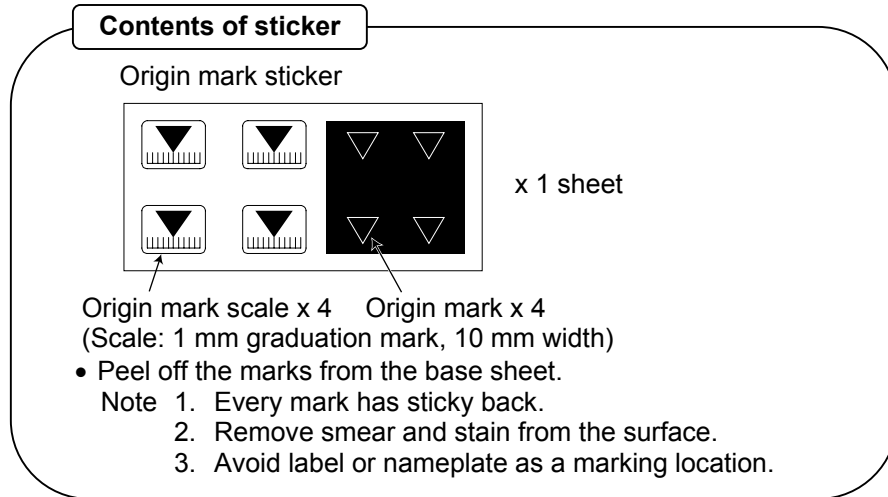 Contents of sticker
Origin mark sticker
x 1 sheet
Origin mark scale x 4 Origin mark x 4
(Scale: 1 mm graduation mark, 10 mm width)
• Peel off the marks from the base sheet.
Note 1. Every mark has sticky back.
2. Remove smear and stain from the surface.
3. Avoid label or nameplate as a marking location.